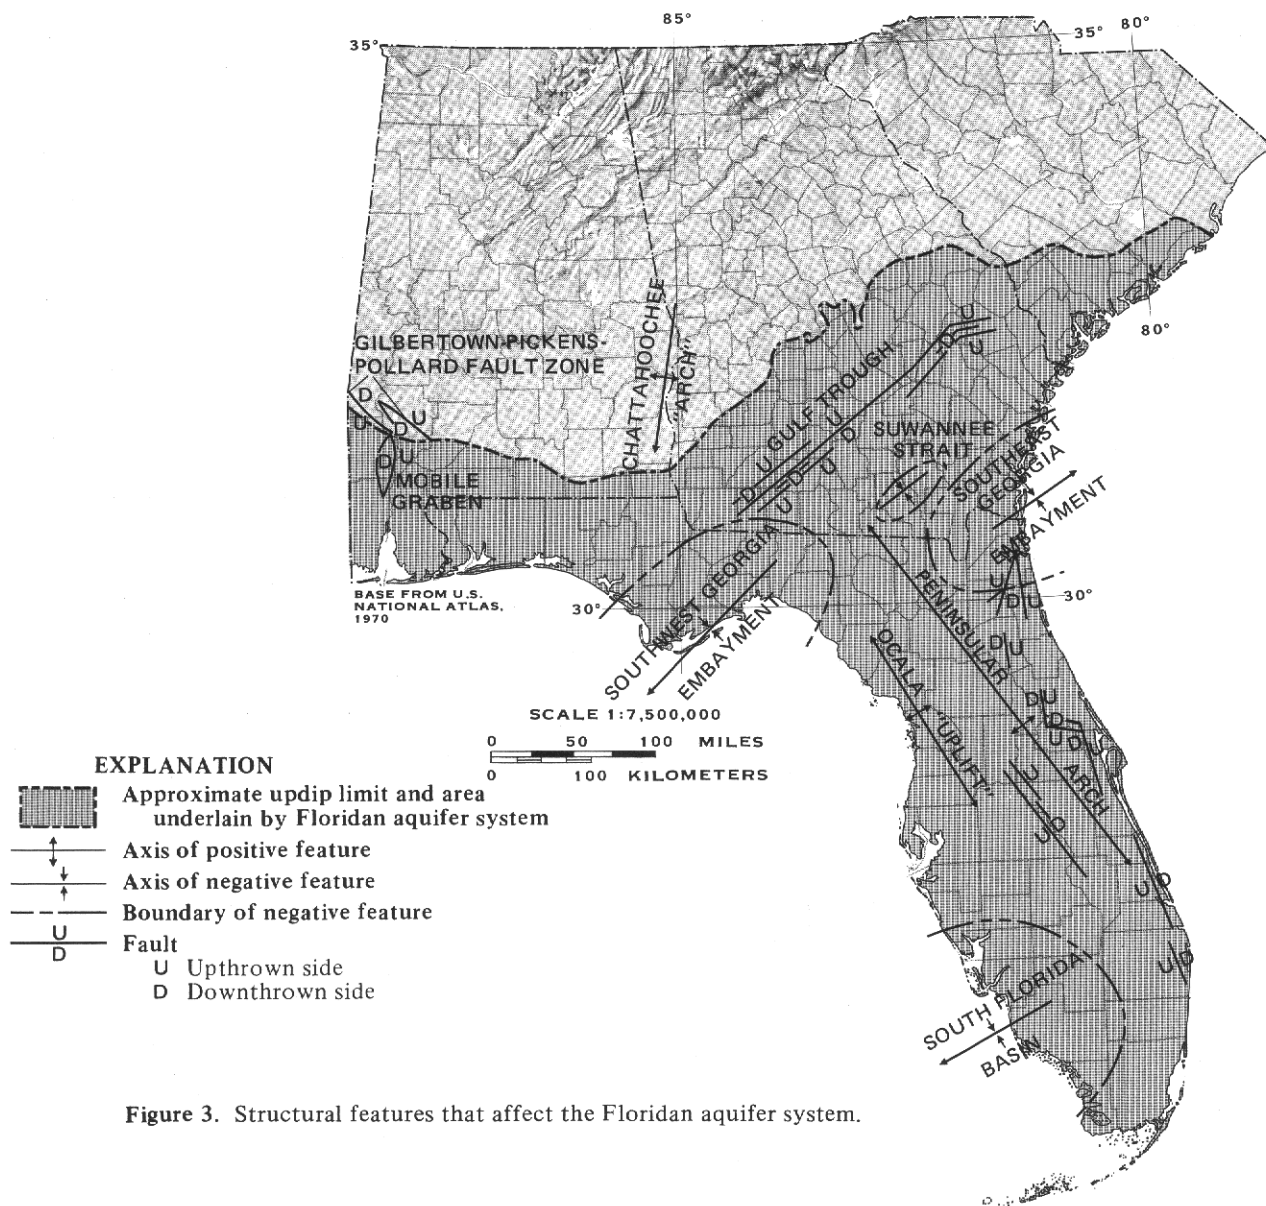 85°
35° 80°
35°
80°
GILBERTOWN-PICKENS-
POLLARD FAULT ZONE
CHATTAHOOCHEE
"ARCH"
D
U
U
D
D
U
MOBILE
GRABEN
U
D
U
GULF TROUGH
U
D
D
U
D
U
U
SUWANNEE
STRAIT
SOUTHEAST
GEORGIA
EMBAYMENT
BASE FROM U.S.
NATIONAL ATLAS,
1970
30°
30°
SOUTHWEST GEORGIA
EMBAYMENT
PENINSULAR
ARCH
OCALA
"UPLIFT"
U
D
U
D
U
D
U
D
U
D
U
U
D
U
U
D
U
D
SCALE 1:7,500,000
0 50 100 MILES
0 100 KILOMETERS
SOUTH FLORIDA
BASIN
EXPLANATION
Approximate updip limit and area
underlain by Floridan aquifer system
Axis of positive feature
Axis of negative feature
Boundary of negative feature
U
D
Fault
U Upthrown side
D Downthrown side
Figure 3. Structural features that affect the Floridan aquifer system.